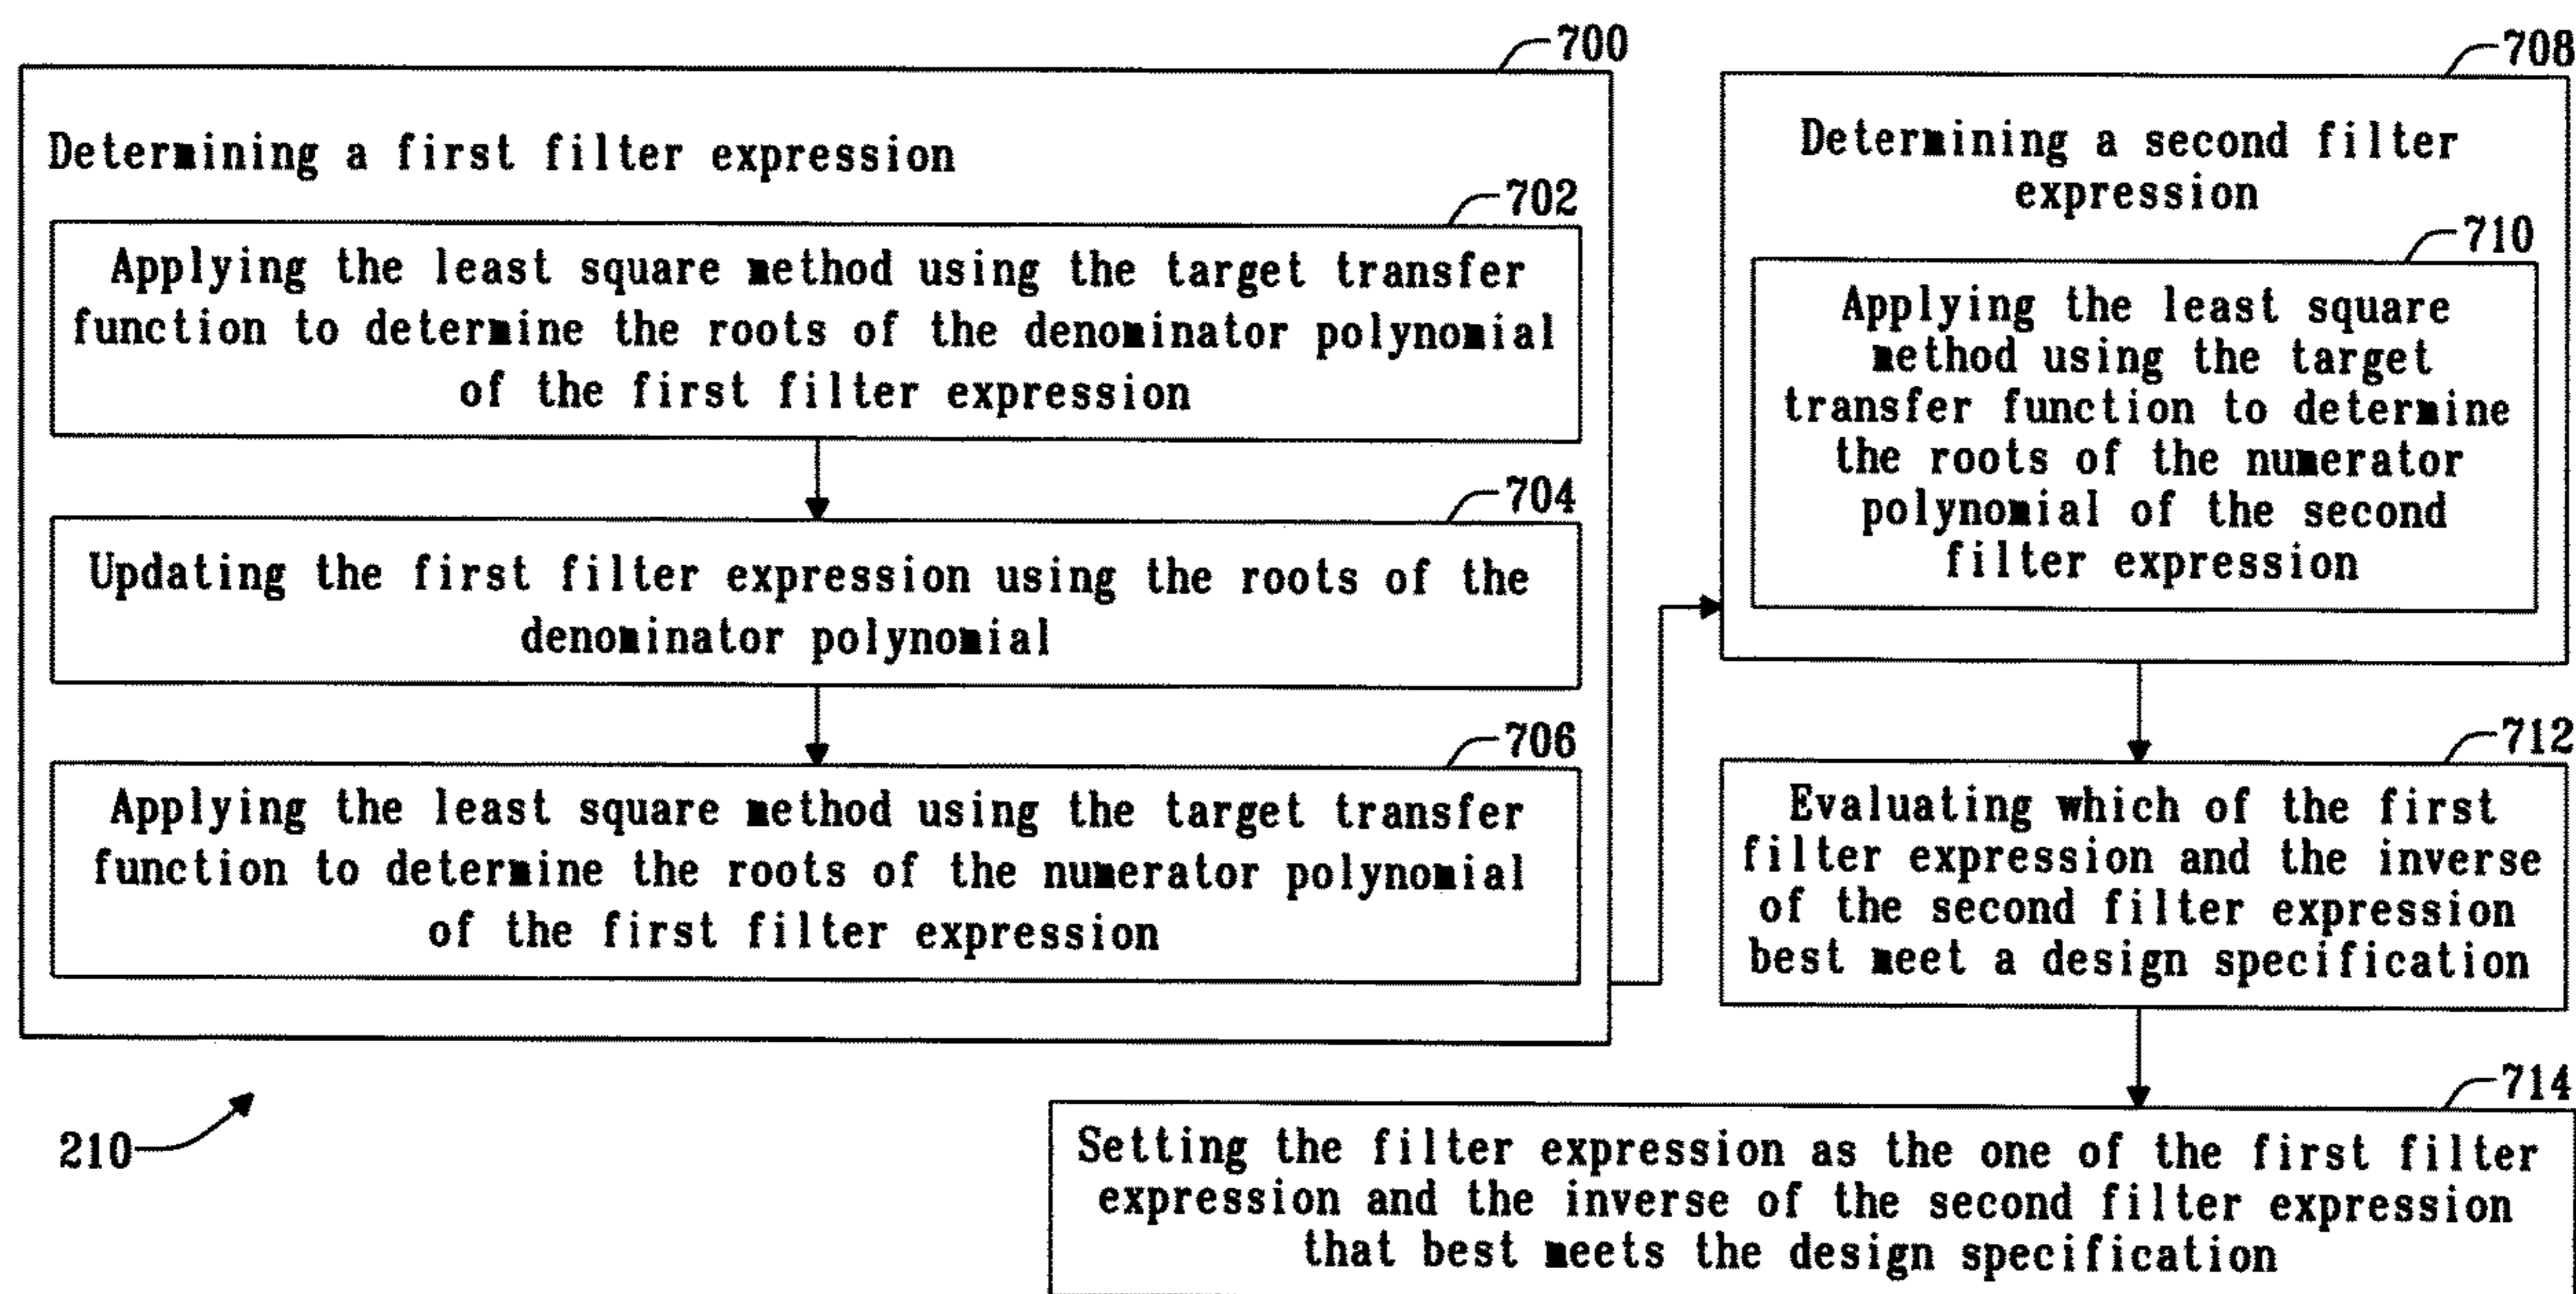 700
Determining a first filter expression
702
Applying the least square method using the target transfer
function to determine the roots of the denominator polynomial
of the first filter expression
704
Updating the first filter expression using the roots of the
denominator polynomial
706
Applying the least square method using the target transfer
function to determine the roots of the numerator polynomial
of the first filter expression
708
Determining a second filter
expression
710
Applying the least square
method using the target
transfer function to determine
the roots of the numerator
polynomial of the second
filter expression
712
Evaluating which of the first
filter expression and the inverse
of the second filter expression
best meet a design specification
714
Setting the filter expression as the one of the first filter
expression and the inverse of the second filter expression
that best meets the design specification
210